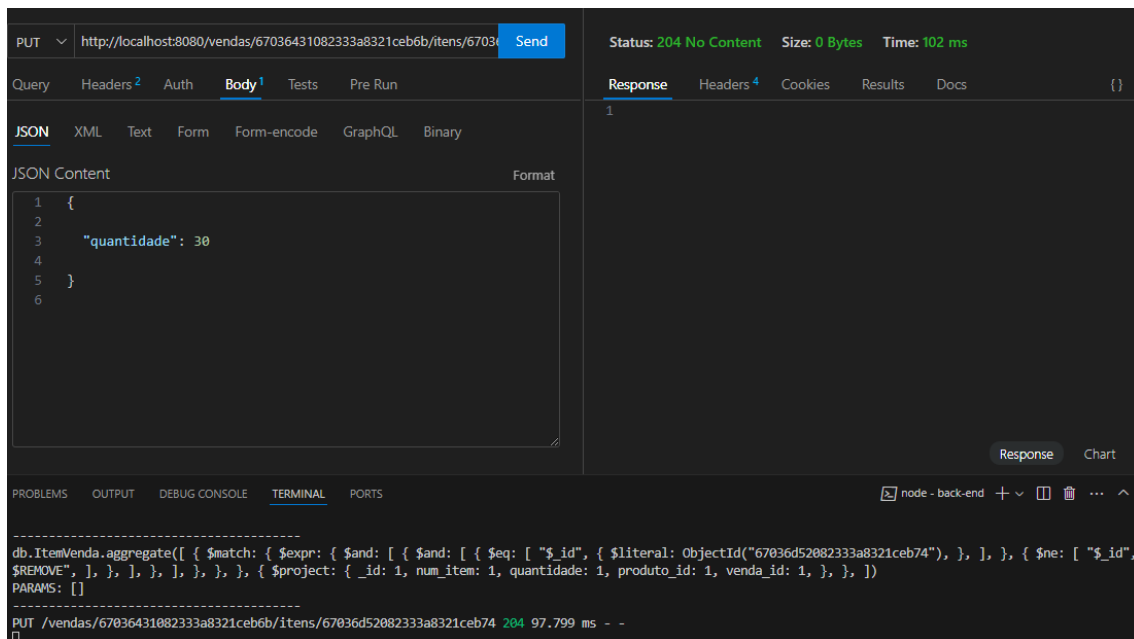 PUT http://localhost:8080/vendas/67036431082333a8321ceb6b/itens/6703 Send
Status: 204 No Content Size: 0 Bytes Time: 102 ms
Query Headers 2 Auth Body 1 Tests Pre Run
Response Headers 4 Cookies Results Docs {}
1
JSON XML Text Form Form-encode GraphQL Binary
JSON Content Format
1 {
2
3 "quantidade": 30
4
5 }
6
Response Chart
PROBLEMS OUTPUT DEBUG CONSOLE TERMINAL PORTS
node - back-end
----------------------------------------
db.ItemVenda.aggregate([ { $match: { $expr: { $and: [ { $and: [ { $eq: [ "$_id", { $literal: ObjectId("67036d52082333a8321ceb74"), }, ], }, { $ne: [ "$_id",
$REMOVE", ], }, ], }, ], }, }, }, { $project: { _id: 1, num_item: 1, quantidade: 1, produto_id: 1, venda_id: 1, }, }, ])
PARAMS: []
----------------------------------------
PUT /vendas/67036431082333a8321ceb6b/itens/67036d52082333a8321ceb74 204 97.799 ms - -